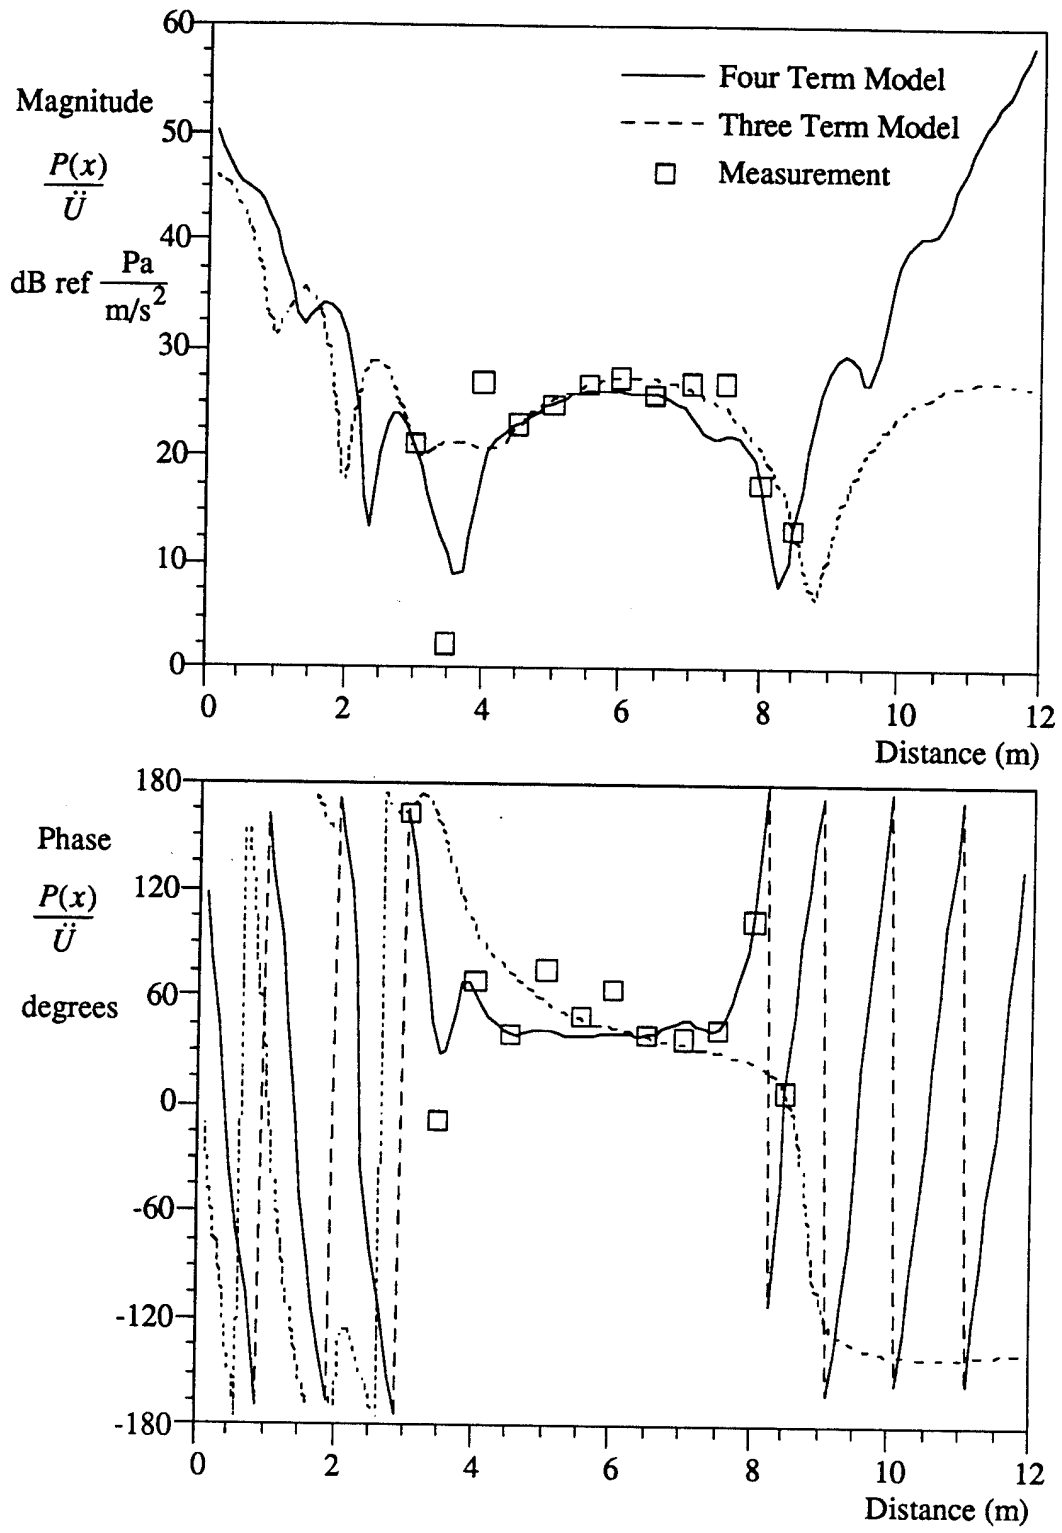 60
50
40
30
20
10
0
Magnitude
P(x)
Ü
dB ref Pa
m/s²
Four Term Model
Three Term Model
Measurement
0 2 4 6 8 10 12
Distance (m)
180
120
60
0
-60
-120
-180
Phase
P(x)
Ü
degrees
0 2 4 6 8 10 12
Distance (m)